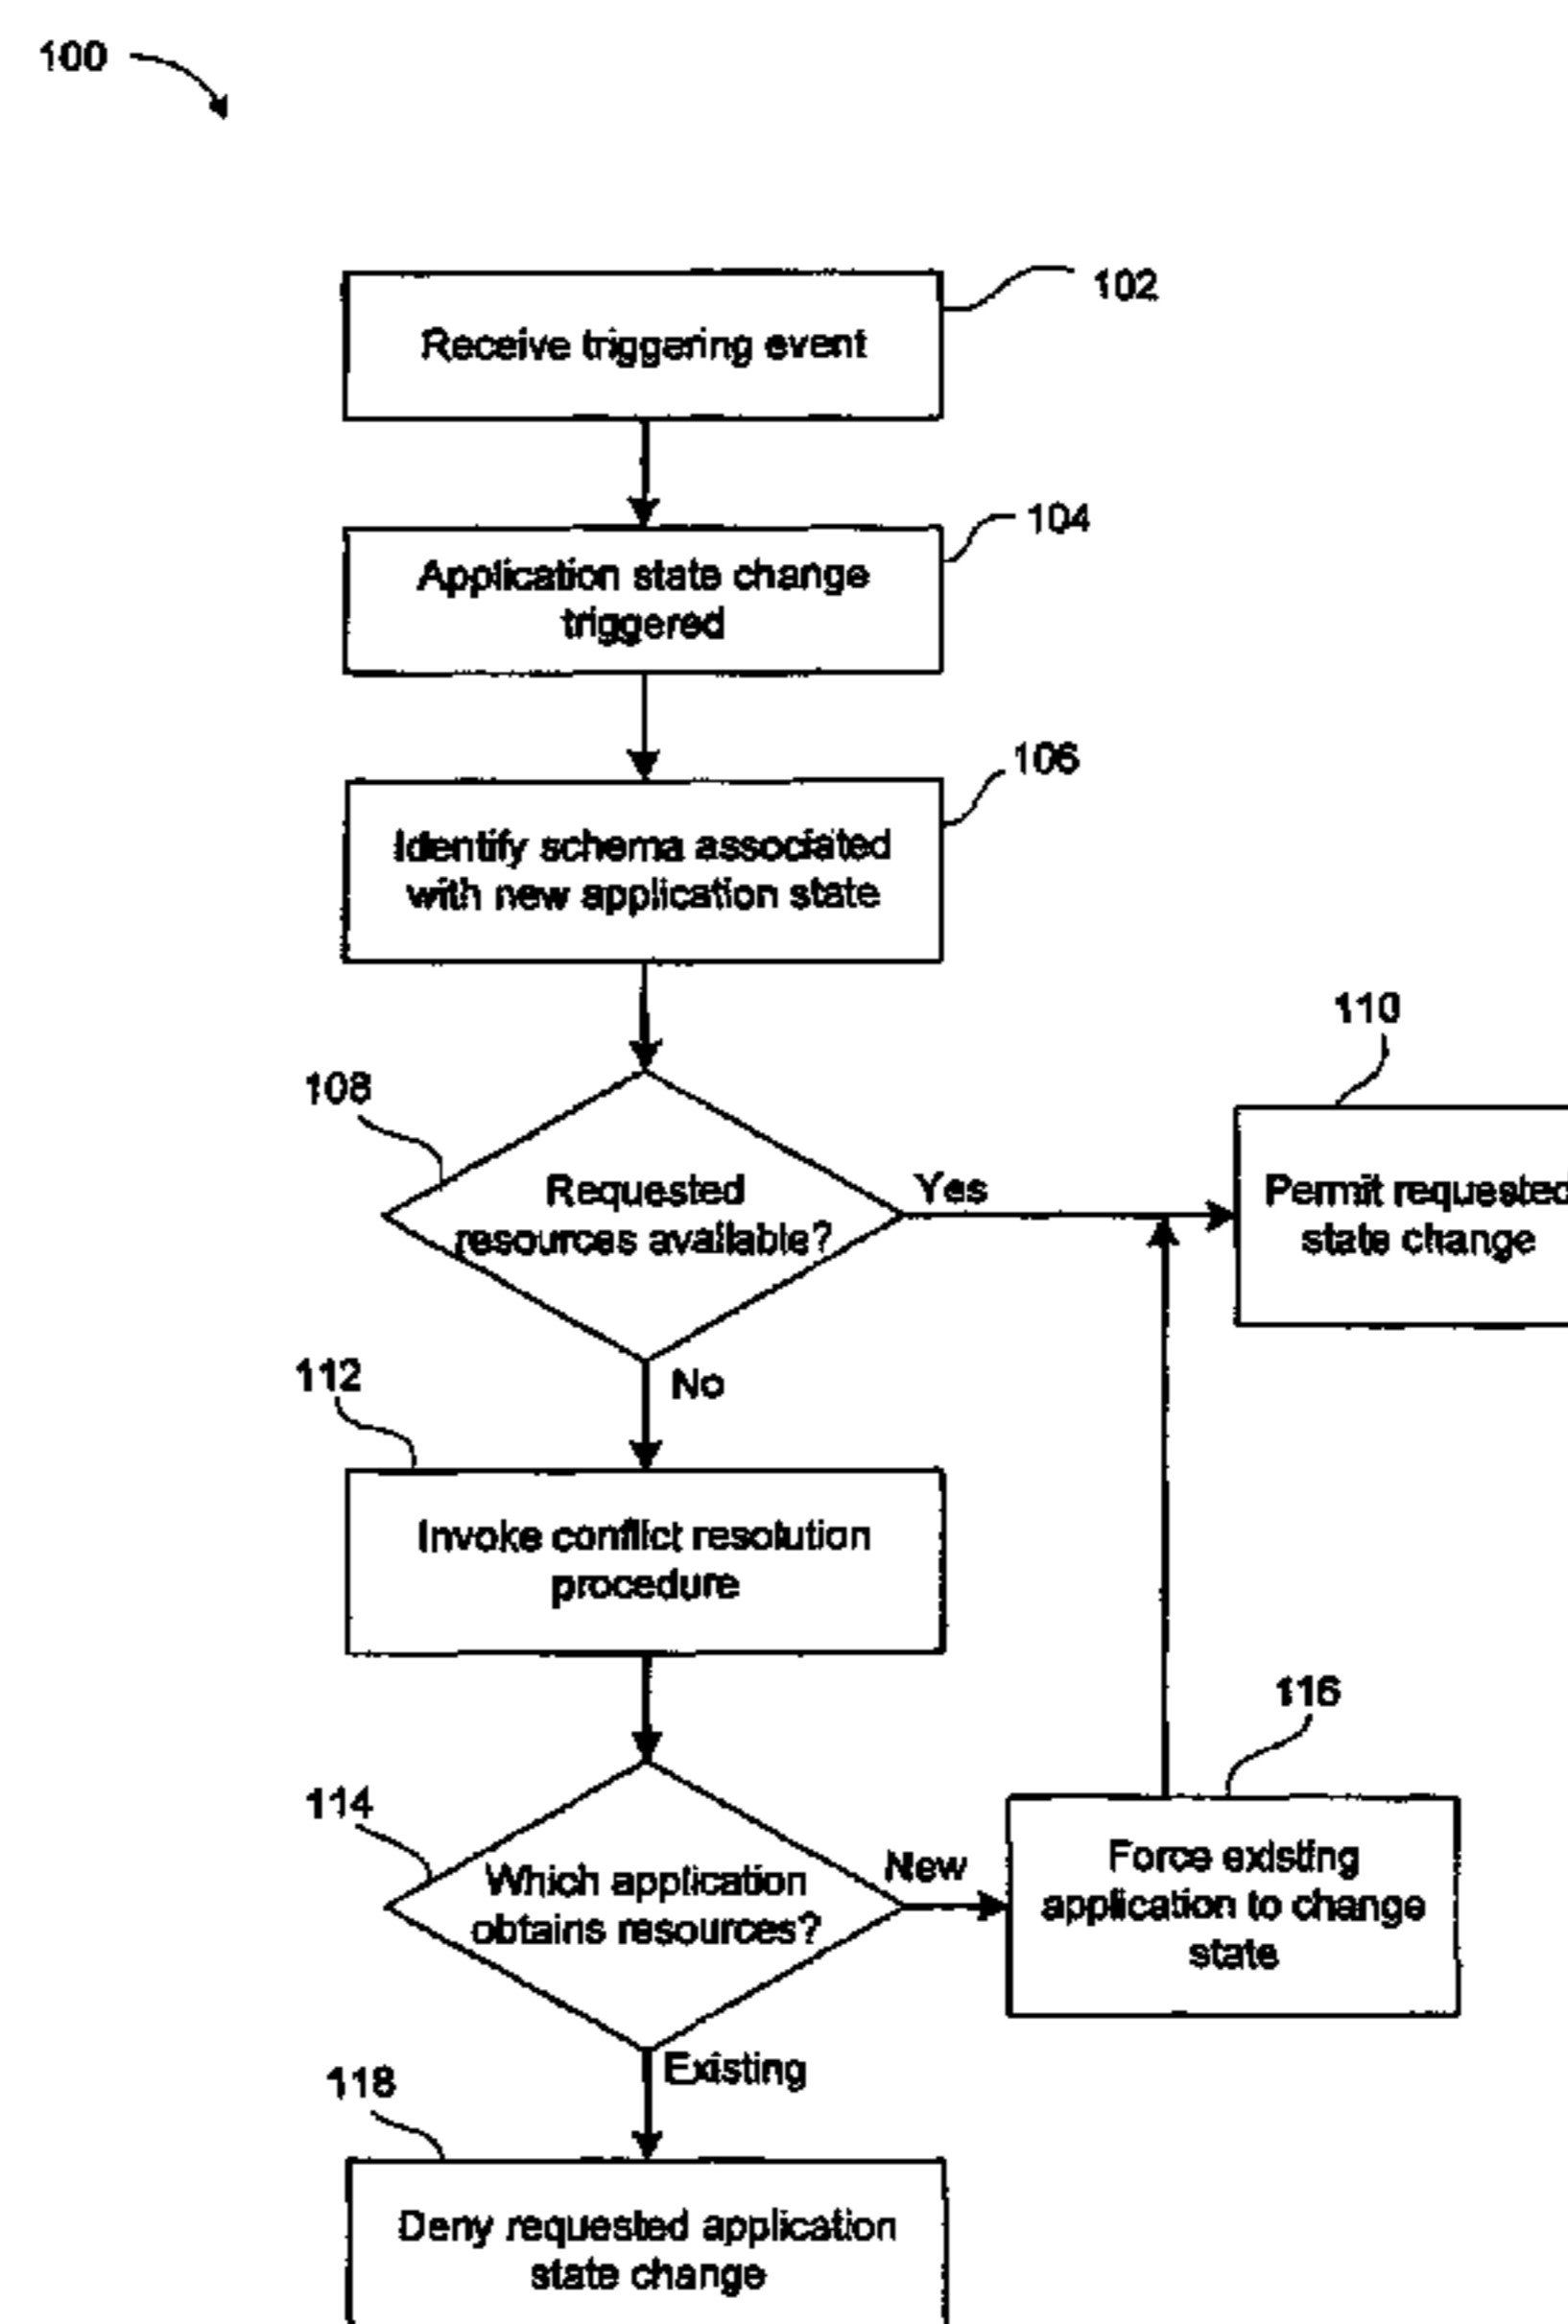 100
102
Receive triggering event
104
Application state change
triggered
106
Identify schema associated
with new application state
110
108
Requested
resources available?
Yes
Permit requested
state change
112
No
Invoke conflict resolution
procedure
116
114
Which application
obtains resources?
New
Force existing
application to change
state
118
Existing
Deny requested application
state change